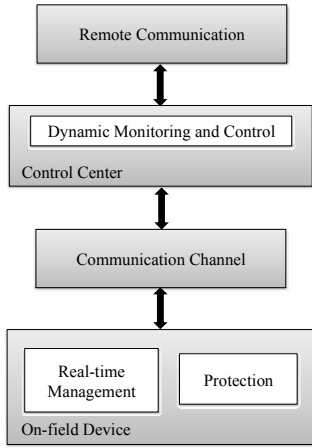 Remote Communication
Dynamic Monitoring and Control
Control Center
Communication Channel
Real-time
Management
Protection
On-field Device